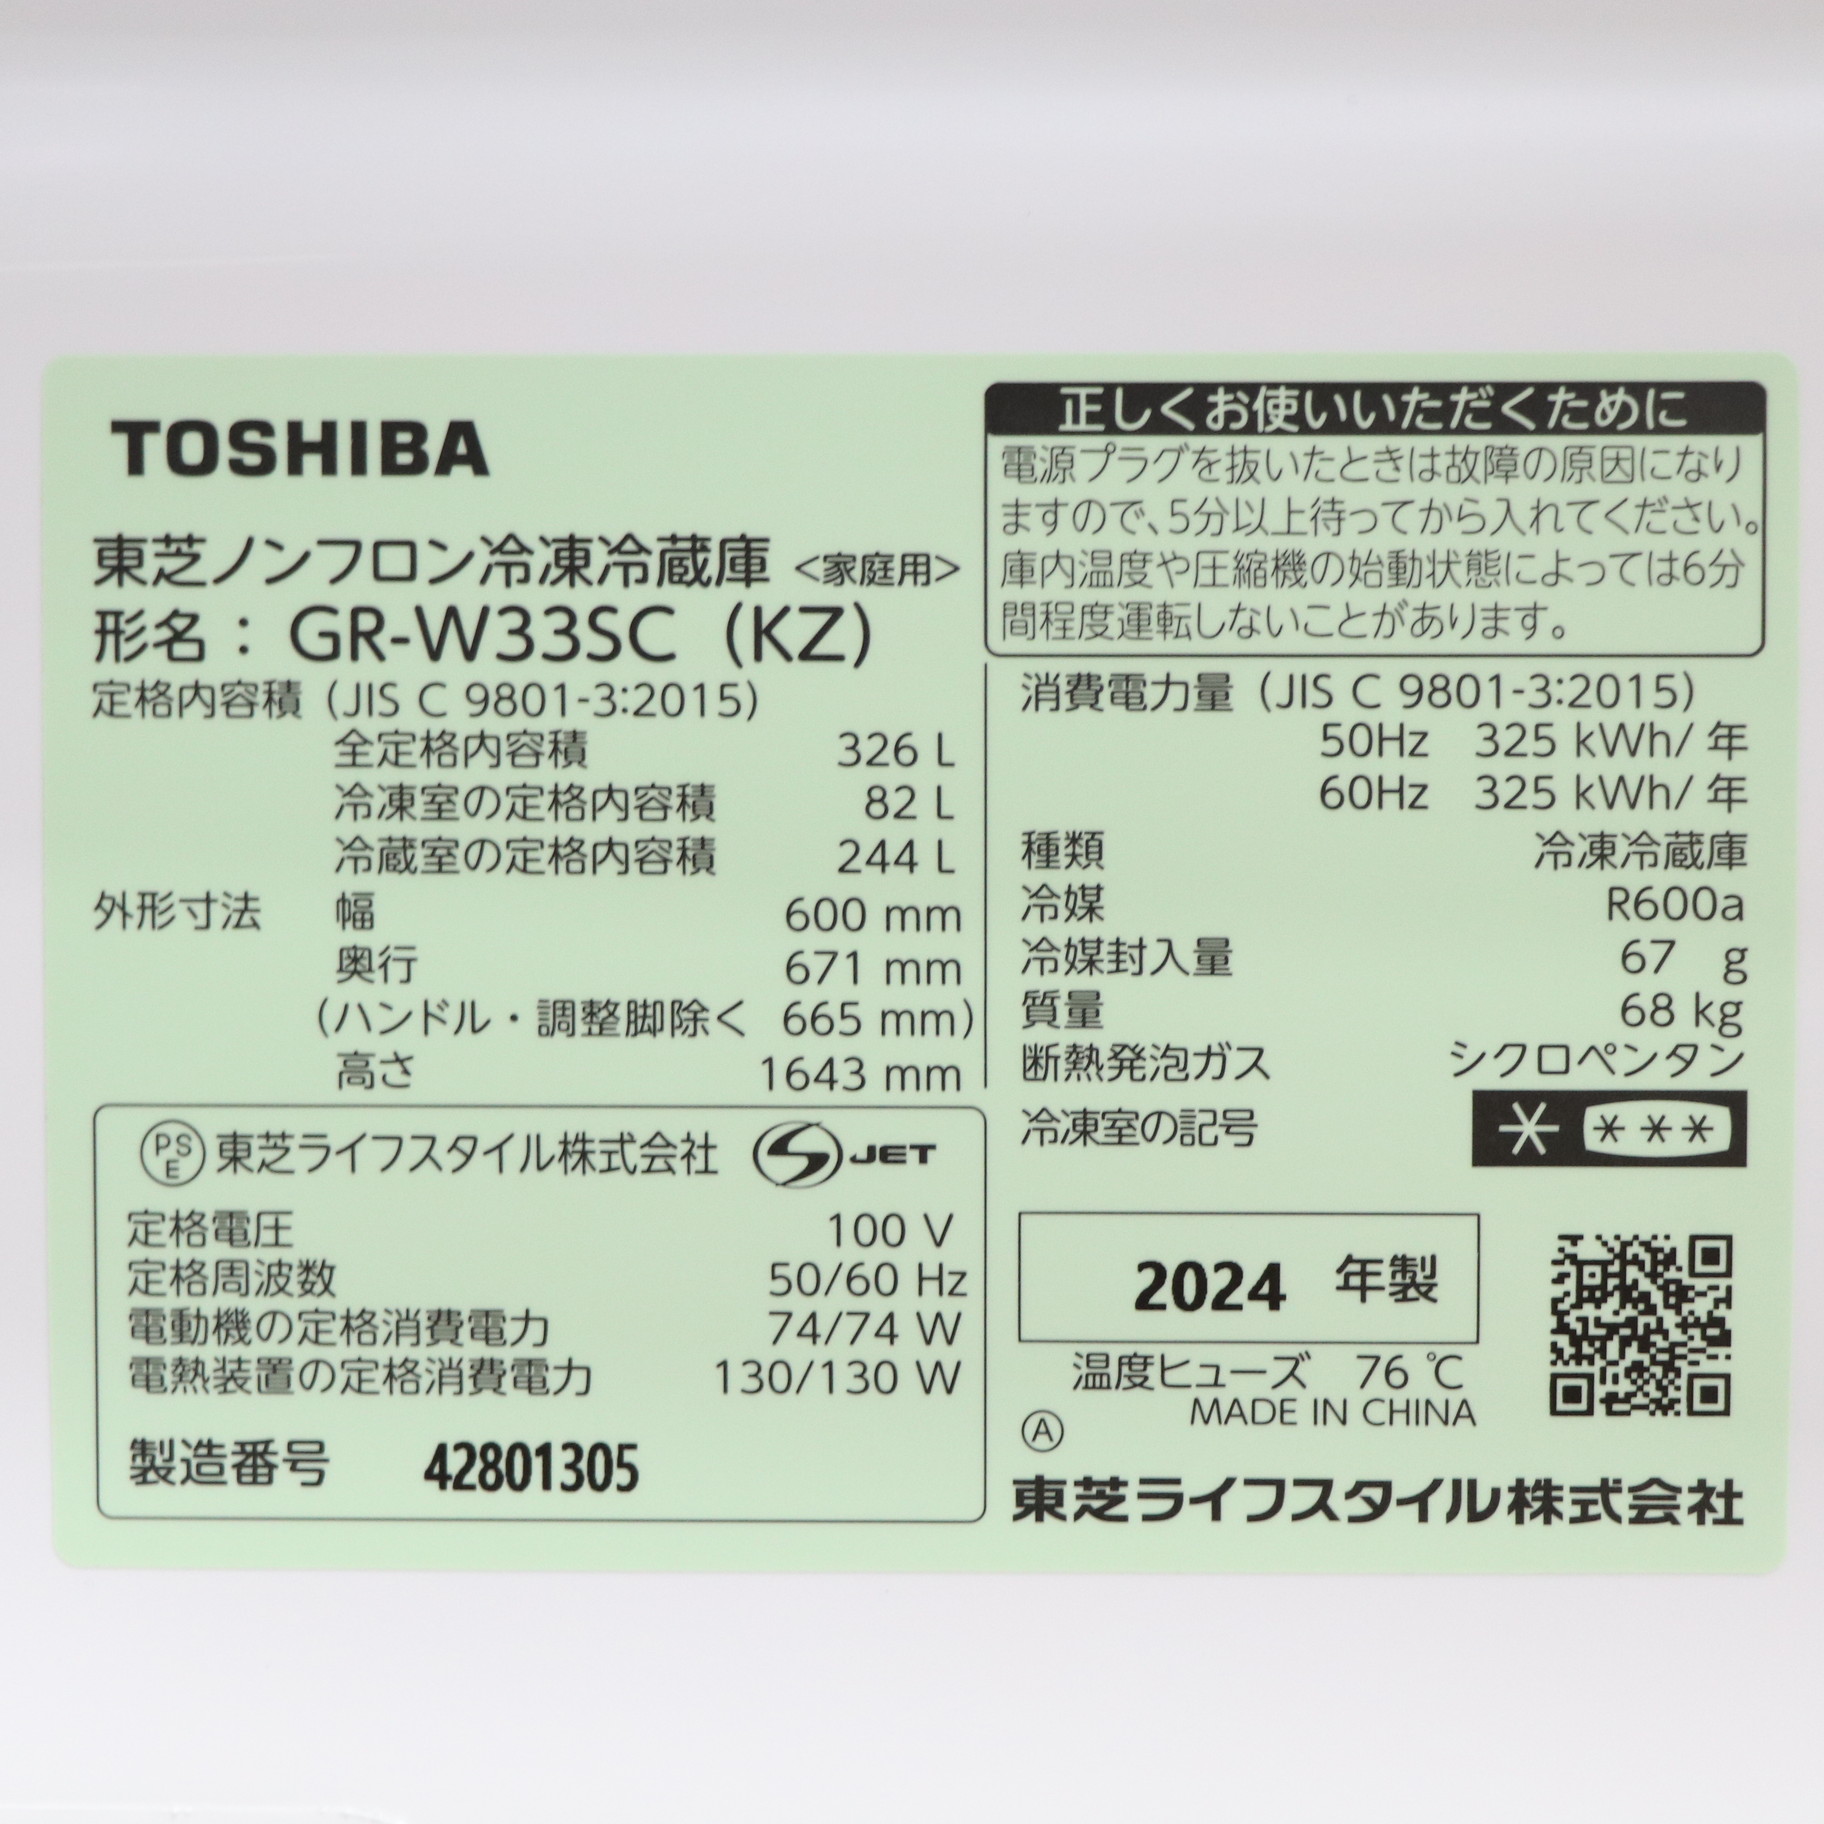 TOSHIBA
東芝ノンフロン冷凍冷蔵庫 <家庭用>
形名： GR-W33SC (KZ)
定格内容積 (JIS C 9801-3:2015)
全定格内容積 326 L
冷凍室の定格内容積 82 L
冷蔵室の定格内容積 244 L
外形寸法 幅 600 mm
奥行 671 mm
(ハンドル・調整脚除く 665 mm)
高さ 1643 mm
PSE 東芝ライフスタイル株式会社 S JET
定格電圧 100 V
定格周波数 50/60 Hz
電動機の定格消費電力 74/74 W
電熱装置の定格消費電力 130/130 W
製造番号 42801305
正しくお使いいただくために
電源プラグを抜いたときは故障の原因になり
ますので、5分以上待ってから入れてください。
庫内温度や圧縮機の始動状態によっては6分
間程度運転しないことがあります。
消費電力量 (JIS C 9801-3:2015)
50Hz 325 kWh/年
60Hz 325 kWh/年
種類 冷凍冷蔵庫
冷媒 R600a
冷媒封入量 67 g
質量 68 kg
断熱発泡ガス シクロペンタン
冷凍室の記号 * ***
2024 年製
温度ヒューズ 76 ℃
MADE IN CHINA
Ⓐ
東芝ライフスタイル株式会社